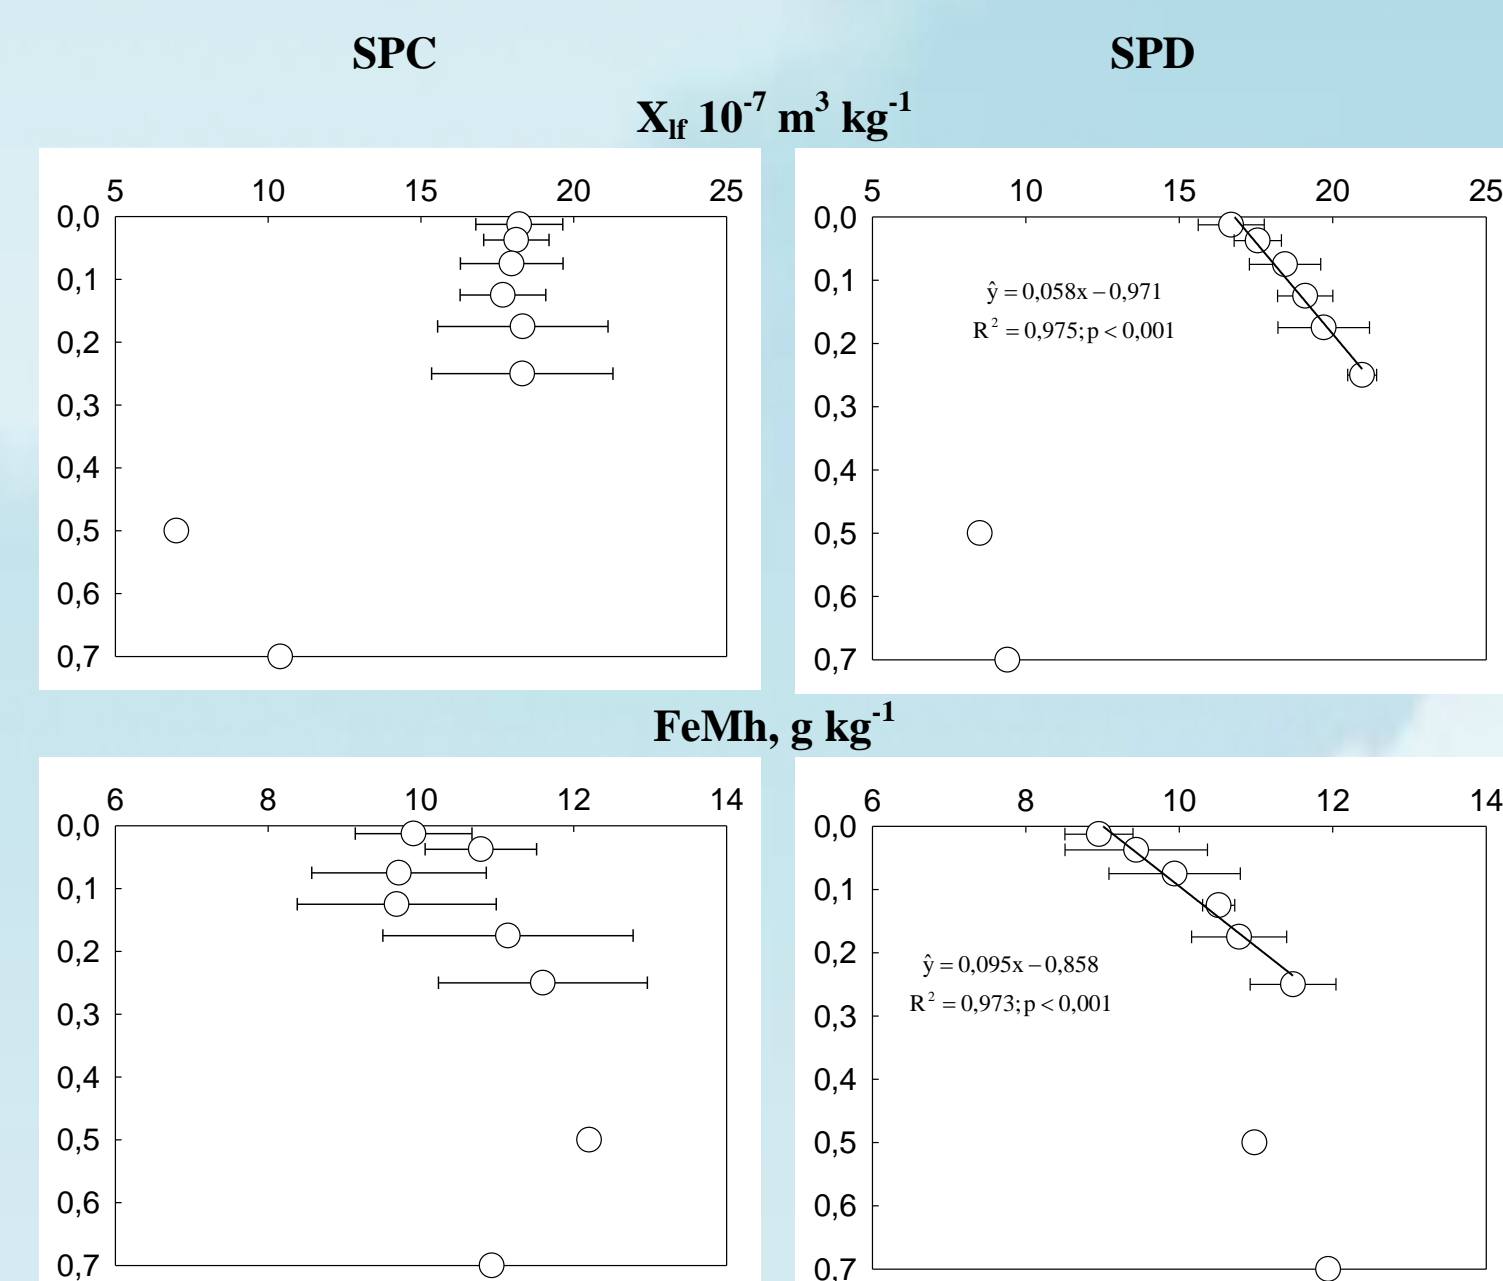 SPC SPD
X_lf 10^-7 m^3 kg^-1
5 10 15 20 25
0,0
0,1
0,2
0,3
0,4
0,5
0,6
0,7
5 10 15 20 25
0,0
0,1
ŷ = 0,058x − 0,971
R^2 = 0,975; p < 0,001
0,2
0,3
0,4
0,5
0,6
0,7
FeMh, g kg^-1
6 8 10 12 14
0,0
0,1
0,2
0,3
0,4
0,5
0,6
0,7
6 8 10 12 14
0,0
0,1
0,2
ŷ = 0,095x − 0,858
R^2 = 0,973; p < 0,001
0,3
0,4
0,5
0,6
0,7